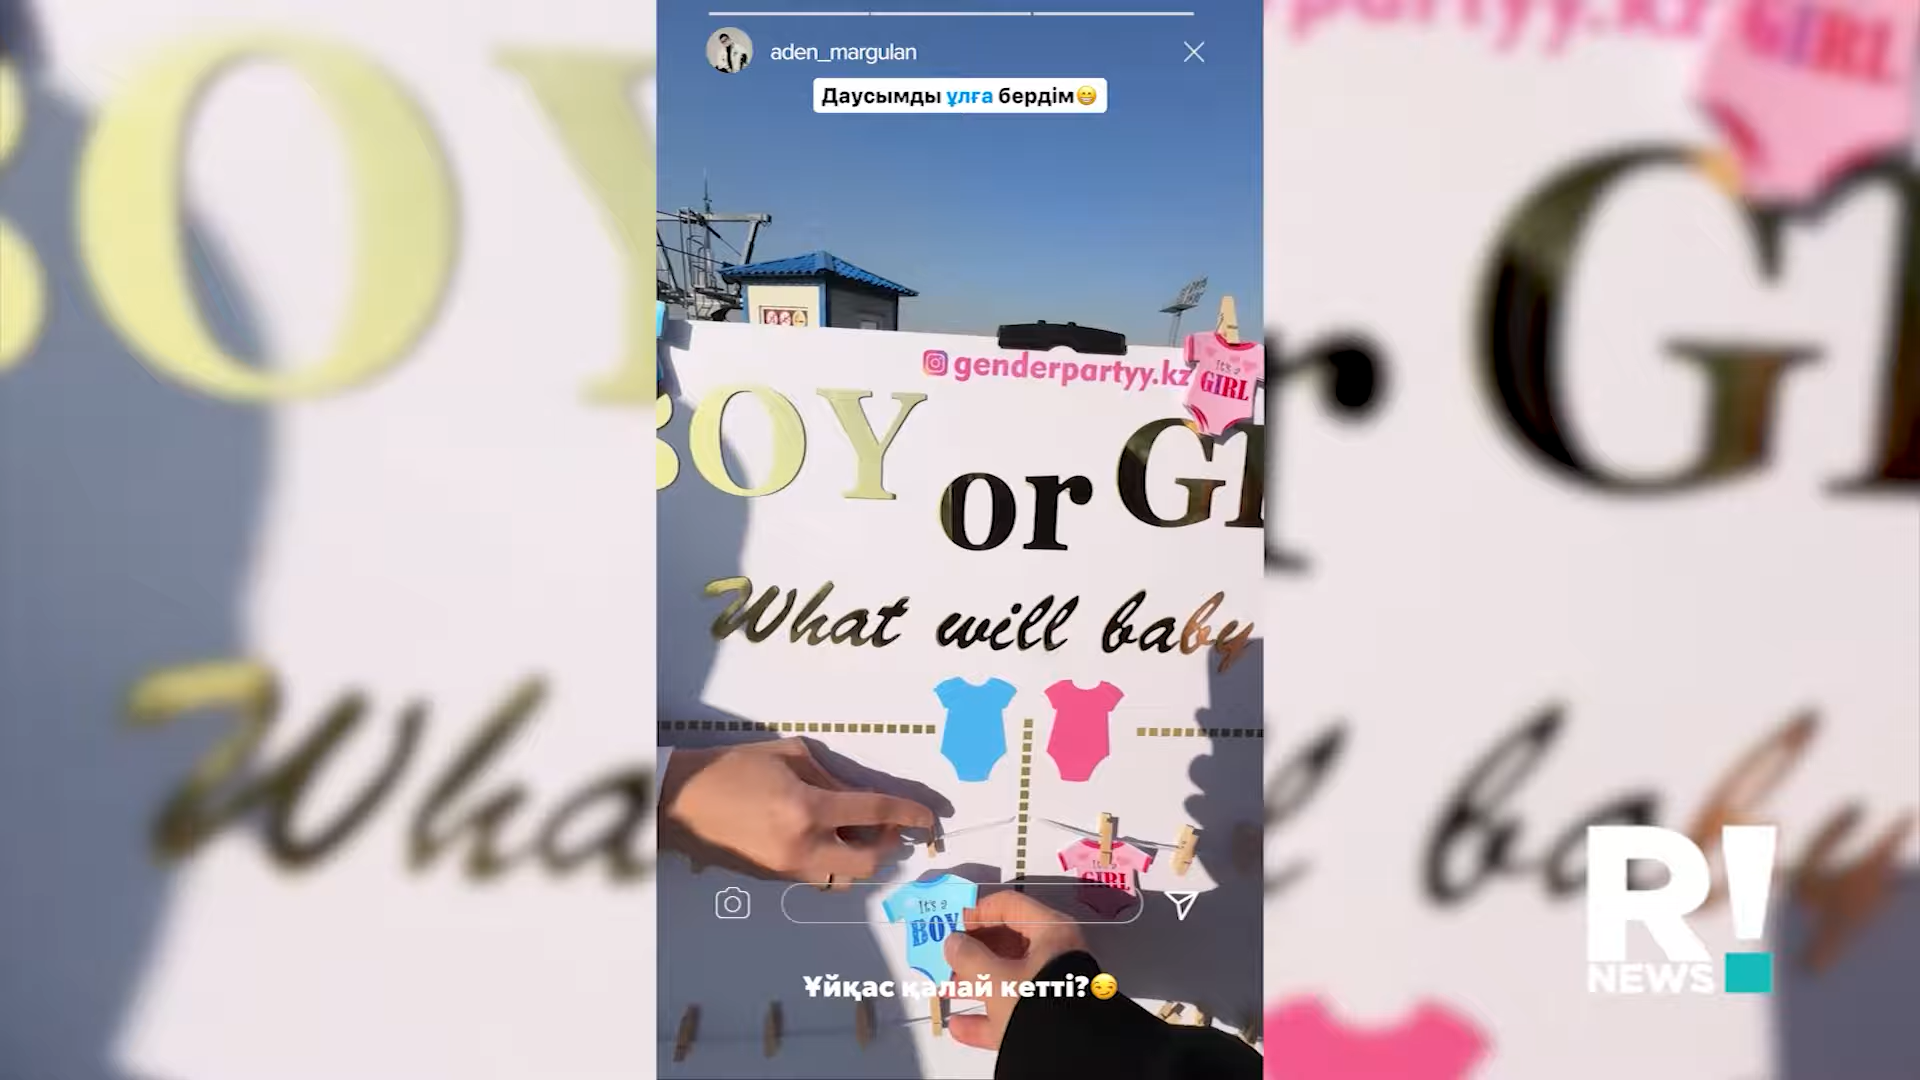 aden_margulan
Даусымды ұлға бердім😁
genderpartyy.kz
It's a
GIRL
BOY or GI
What will baby
It's a
GIRL
It's a
BOY
Ұйқас қалай кетті?😏
R!
NEWS